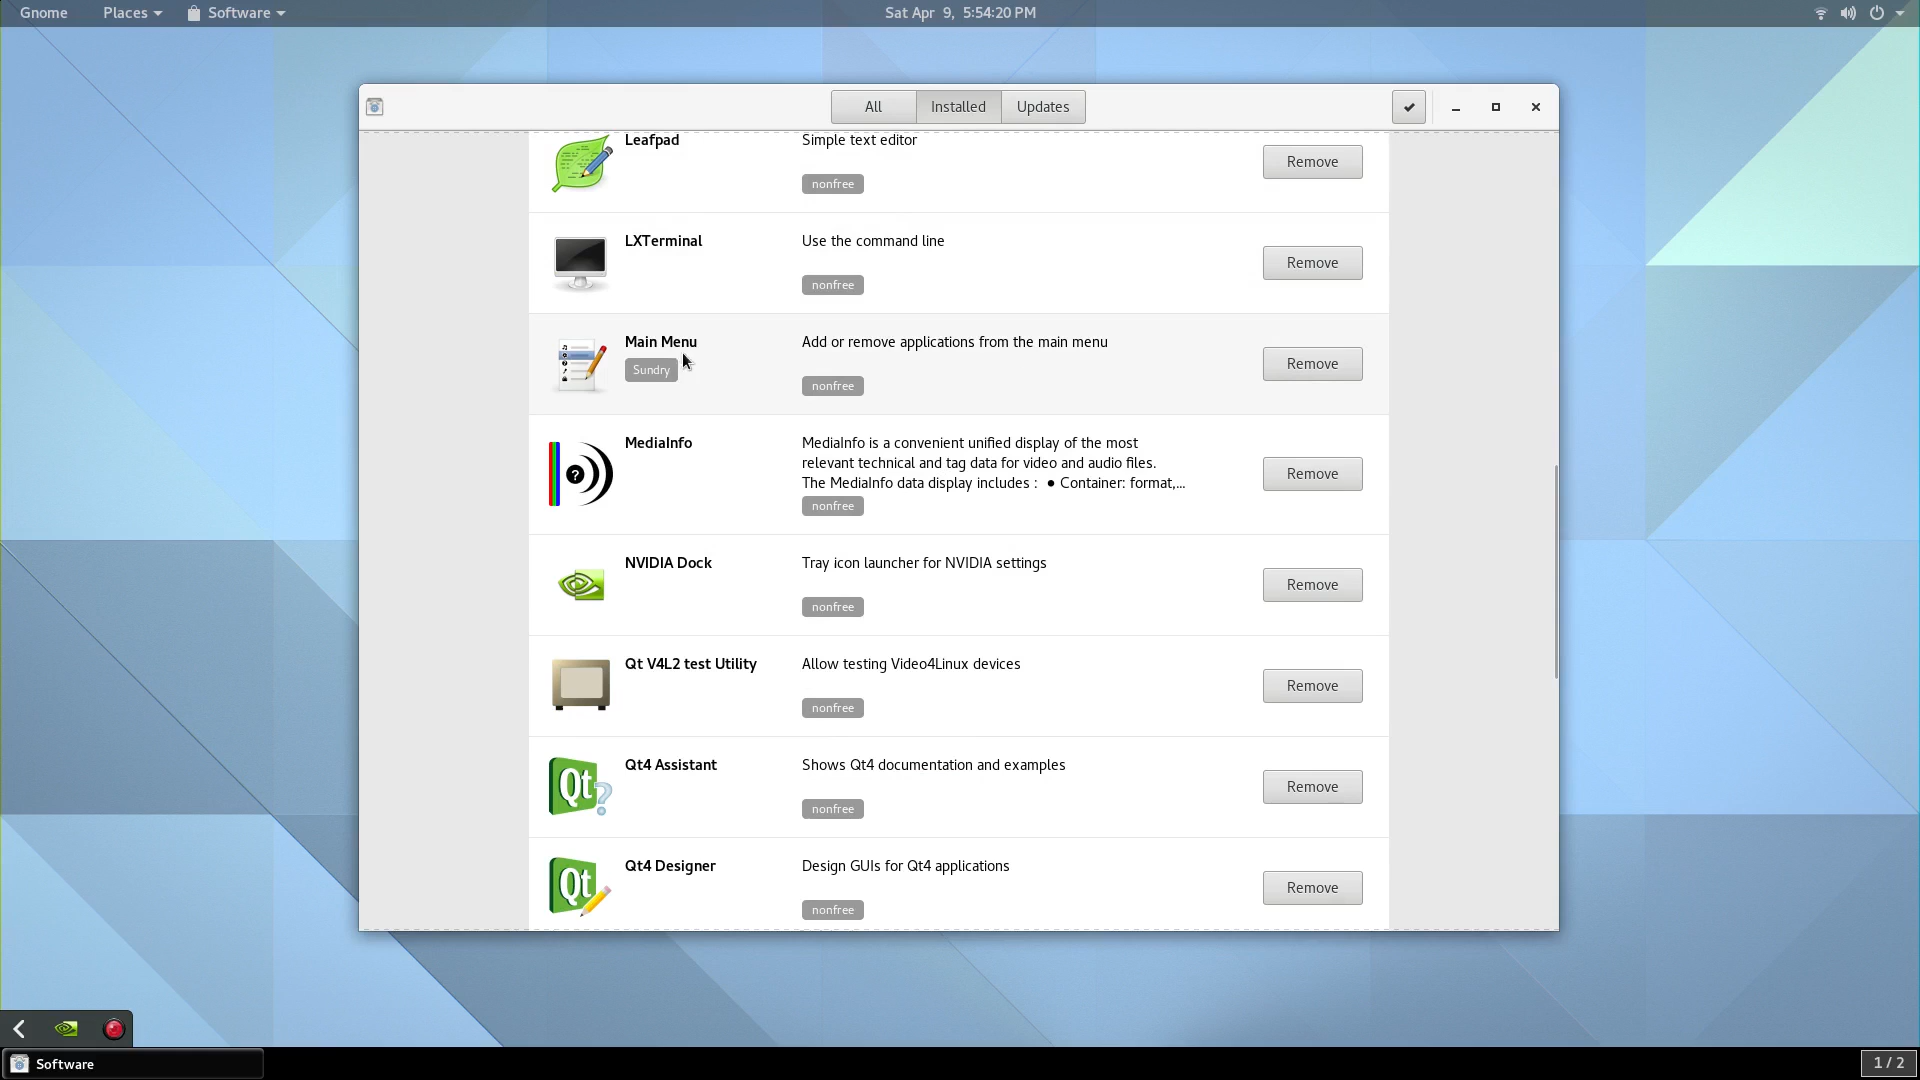 Gnome Places Software Sat Apr 9, 5:54:20 PM
All Installed Updates
Leafpad Simple text editor
Remove
nonfree
LXTerminal Use the command line
Remove
nonfree
Main Menu Add or remove applications from the main menu
Remove
Sundry
nonfree
MediaInfo MediaInfo is a convenient unified display of the most
relevant technical and tag data for video and audio files.
Remove
The MediaInfo data display includes : ● Container: format,...
nonfree
NVIDIA Dock Tray icon launcher for NVIDIA settings
Remove
nonfree
Qt V4L2 test Utility Allow testing Video4Linux devices
Remove
nonfree
Qt4 Assistant Shows Qt4 documentation and examples
Qt ?
Remove
nonfree
Qt4 Designer Design GUIs for Qt4 applications
Qt
Remove
nonfree
Software 1 / 2